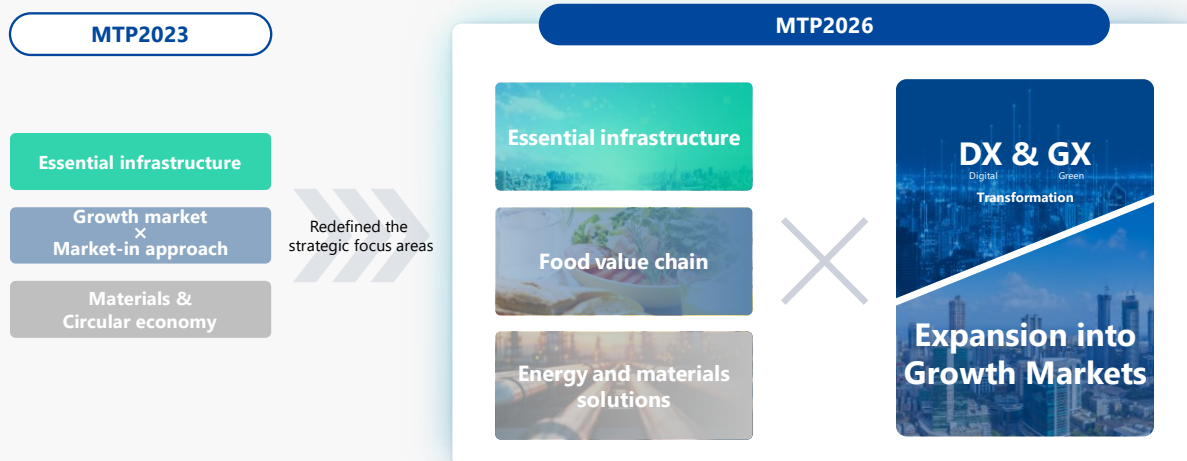 MTP2023
MTP2026
Essential infrastructure
Growth market
×
Market-in approach
Materials &
Circular economy
Redefined the
strategic focus areas
Essential infrastructure
Food value chain
Energy and materials
solutions
DX & GX
Digital Green
Transformation
Expansion into
Growth Markets